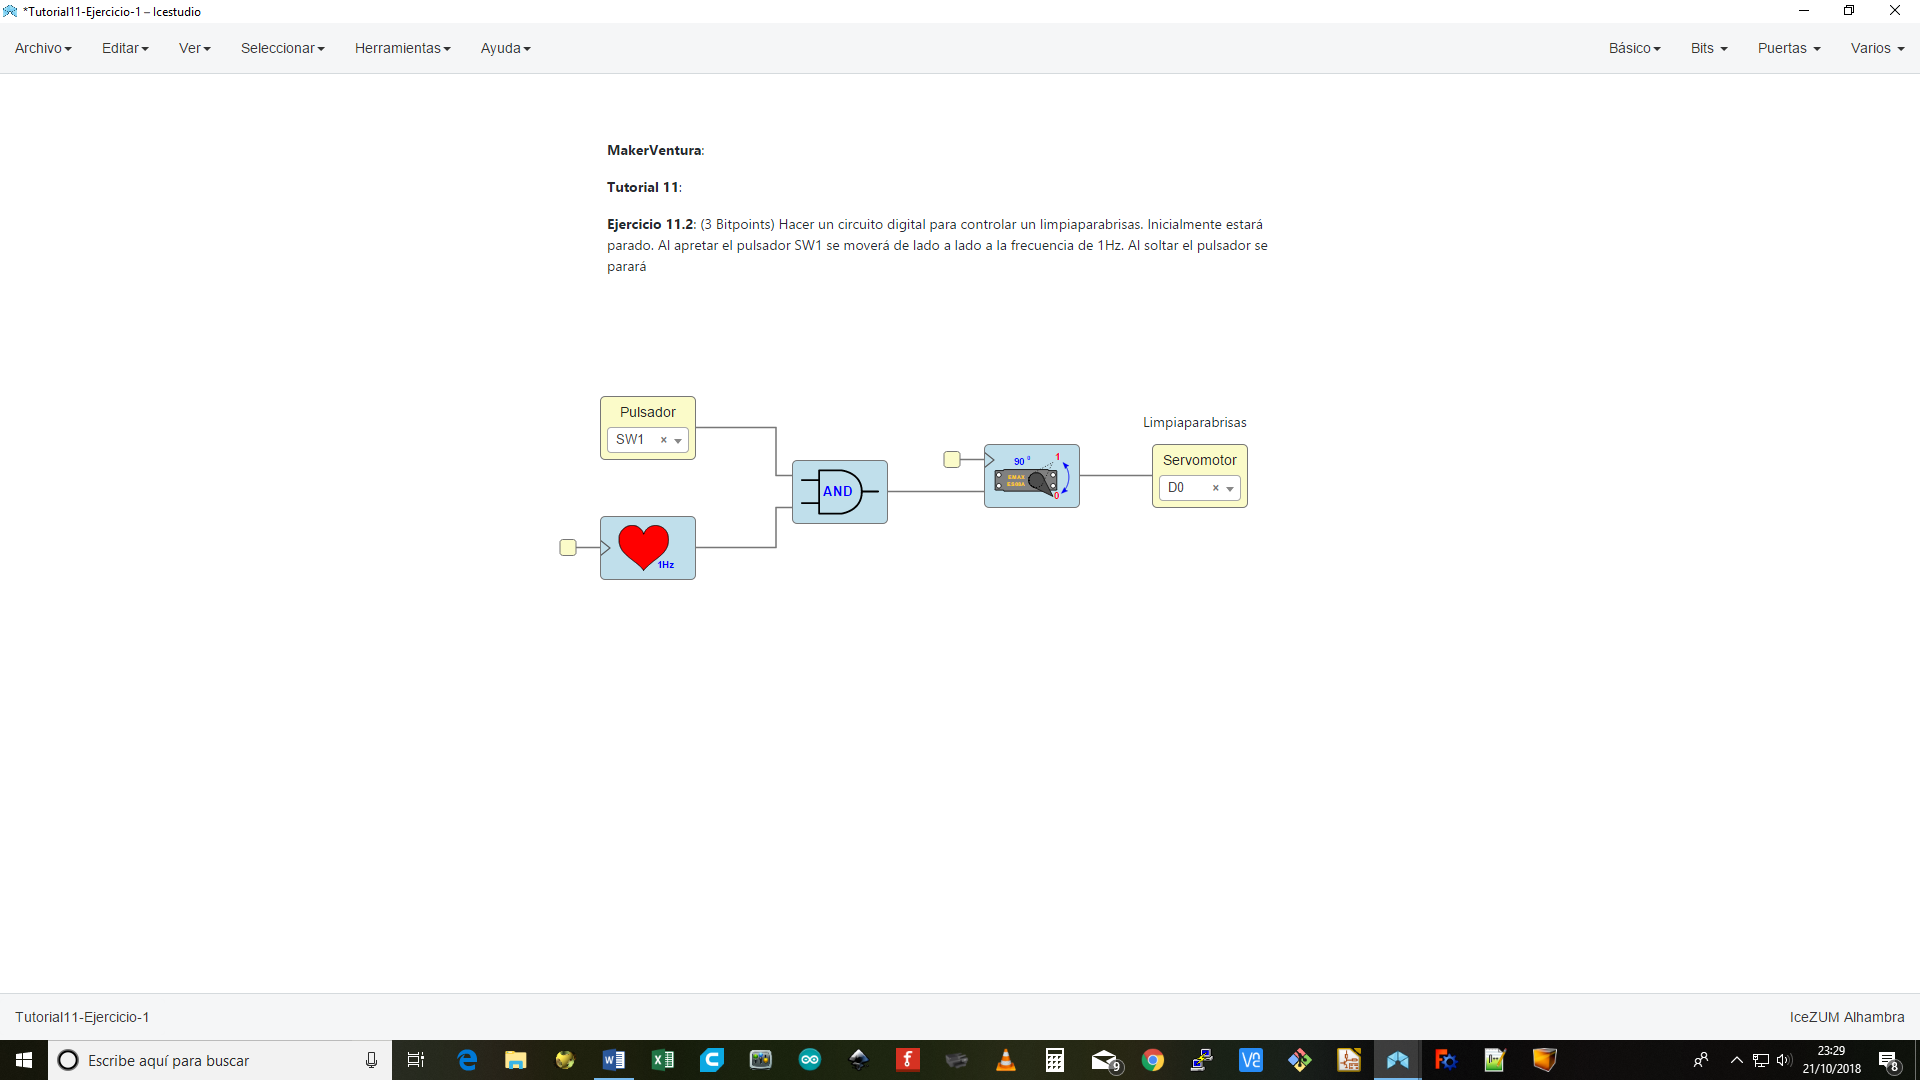 *Tutorial11-Ejercicio-1 – Icestudio
Archivo Editar Ver Seleccionar Herramientas Ayuda Básico Bits Puertas Varios
MakerVentura:
Tutorial 11:
Ejercicio 11.2: (3 Bitpoints) Hacer un circuito digital para controlar un limpiaparabrisas. Inicialmente estará
parado. Al apretar el pulsador SW1 se moverá de lado a lado a la frecuencia de 1Hz. Al soltar el pulsador se
parará
Pulsador
SW1
1Hz
AND
90 º
1
0
Limpiaparabrisas
Servomotor
D0
Tutorial11-Ejercicio-1
IceZUM Alhambra
Escribe aquí para buscar
9
23:29
21/10/2018
8